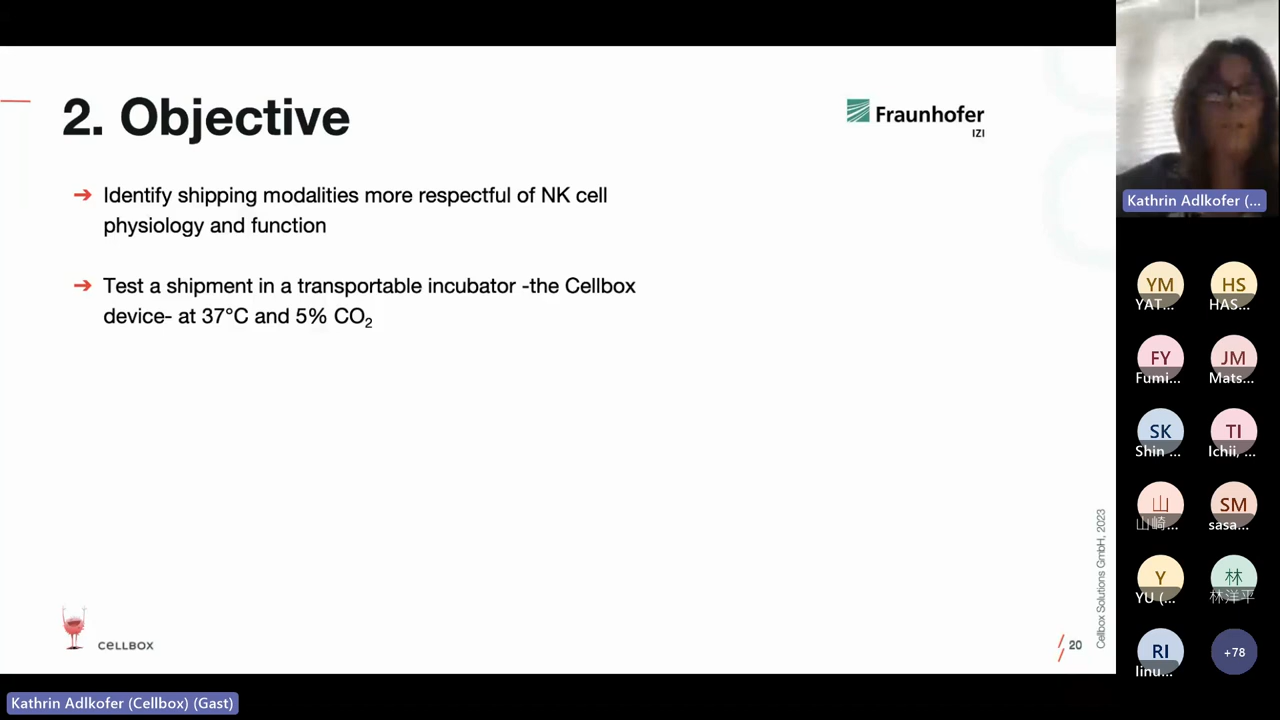 2. Objective
Fraunhofer
IZI
➔ Identify shipping modalities more respectful of NK cell
physiology and function
➔ Test a shipment in a transportable incubator -the Cellbox
device- at 37°C and 5% CO₂
CELLBOX
20
Cellbox Solutions GmbH, 2023
Kathrin Adlkofer (...
YM
YAT...
HS
HAS...
FY
Fumi...
JM
Mats...
SK
Shin ...
TI
Ichii, ...
山
山崎...
SM
sasa...
Y
YU (...
林
林洋平
RI
Iinu...
+78
Kathrin Adlkofer (Cellbox) (Gast)